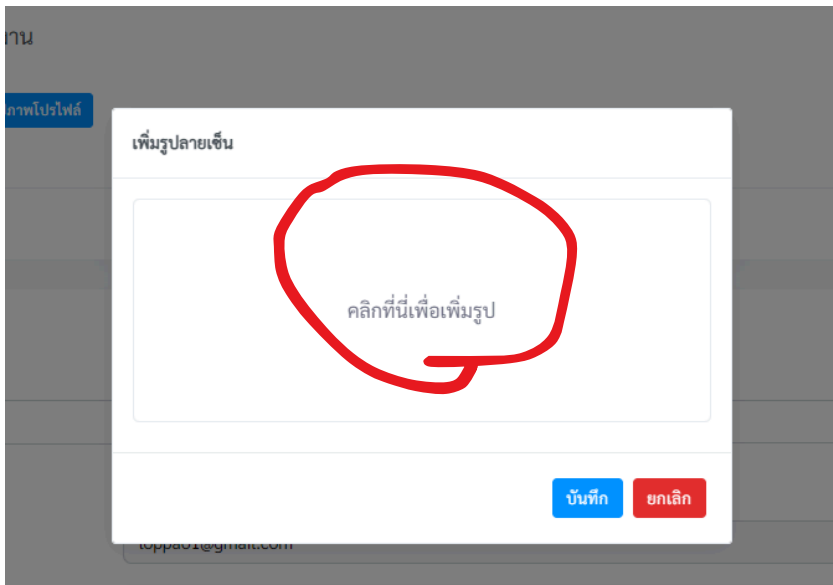 ภาพโปรไฟล์
เพิ่มรูปลายเซ็น
คลิกที่นี่เพื่อเพิ่มรูป
บันทึก
ยกเลิก